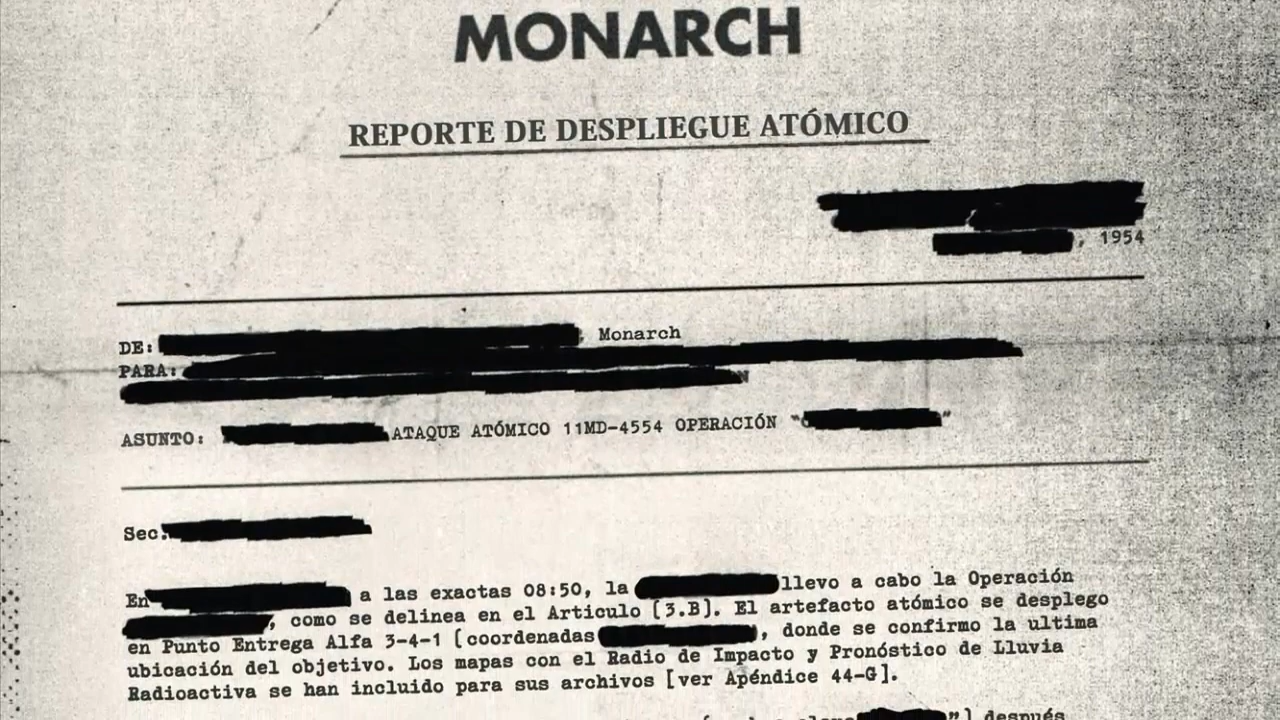 MONARCH
REPORTE DE DESPLIEGUE ATÓMICO
, 1954
DE: , Monarch
PARA:
ASUNTO: ATAQUE ATÓMICO 11MD-4554 OPERACIÓN " "
Sec.
En a las exactas 08:50, la llevo a cabo la Operación
, como se delinea en el Articulo [3.B]. El artefacto atómico se desplego
en Punto Entrega Alfa 3-4-1 [coordenadas , donde se confirmo la ultima
ubicación del objetivo. Los mapas con el Radio de Impacto y Pronóstico de Lluvia
Radioactiva se han incluido para sus archivos [ver Apéndice 44-G].
"] después